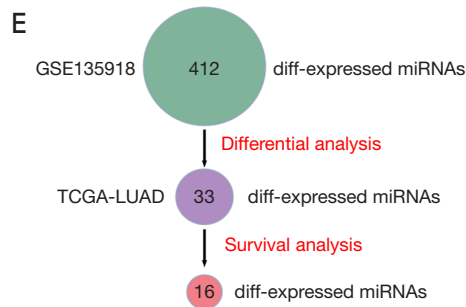 E
GSE135918 412 diff-expressed miRNAs
Differential analysis
TCGA-LUAD 33 diff-expressed miRNAs
Survival analysis
16 diff-expressed miRNAs